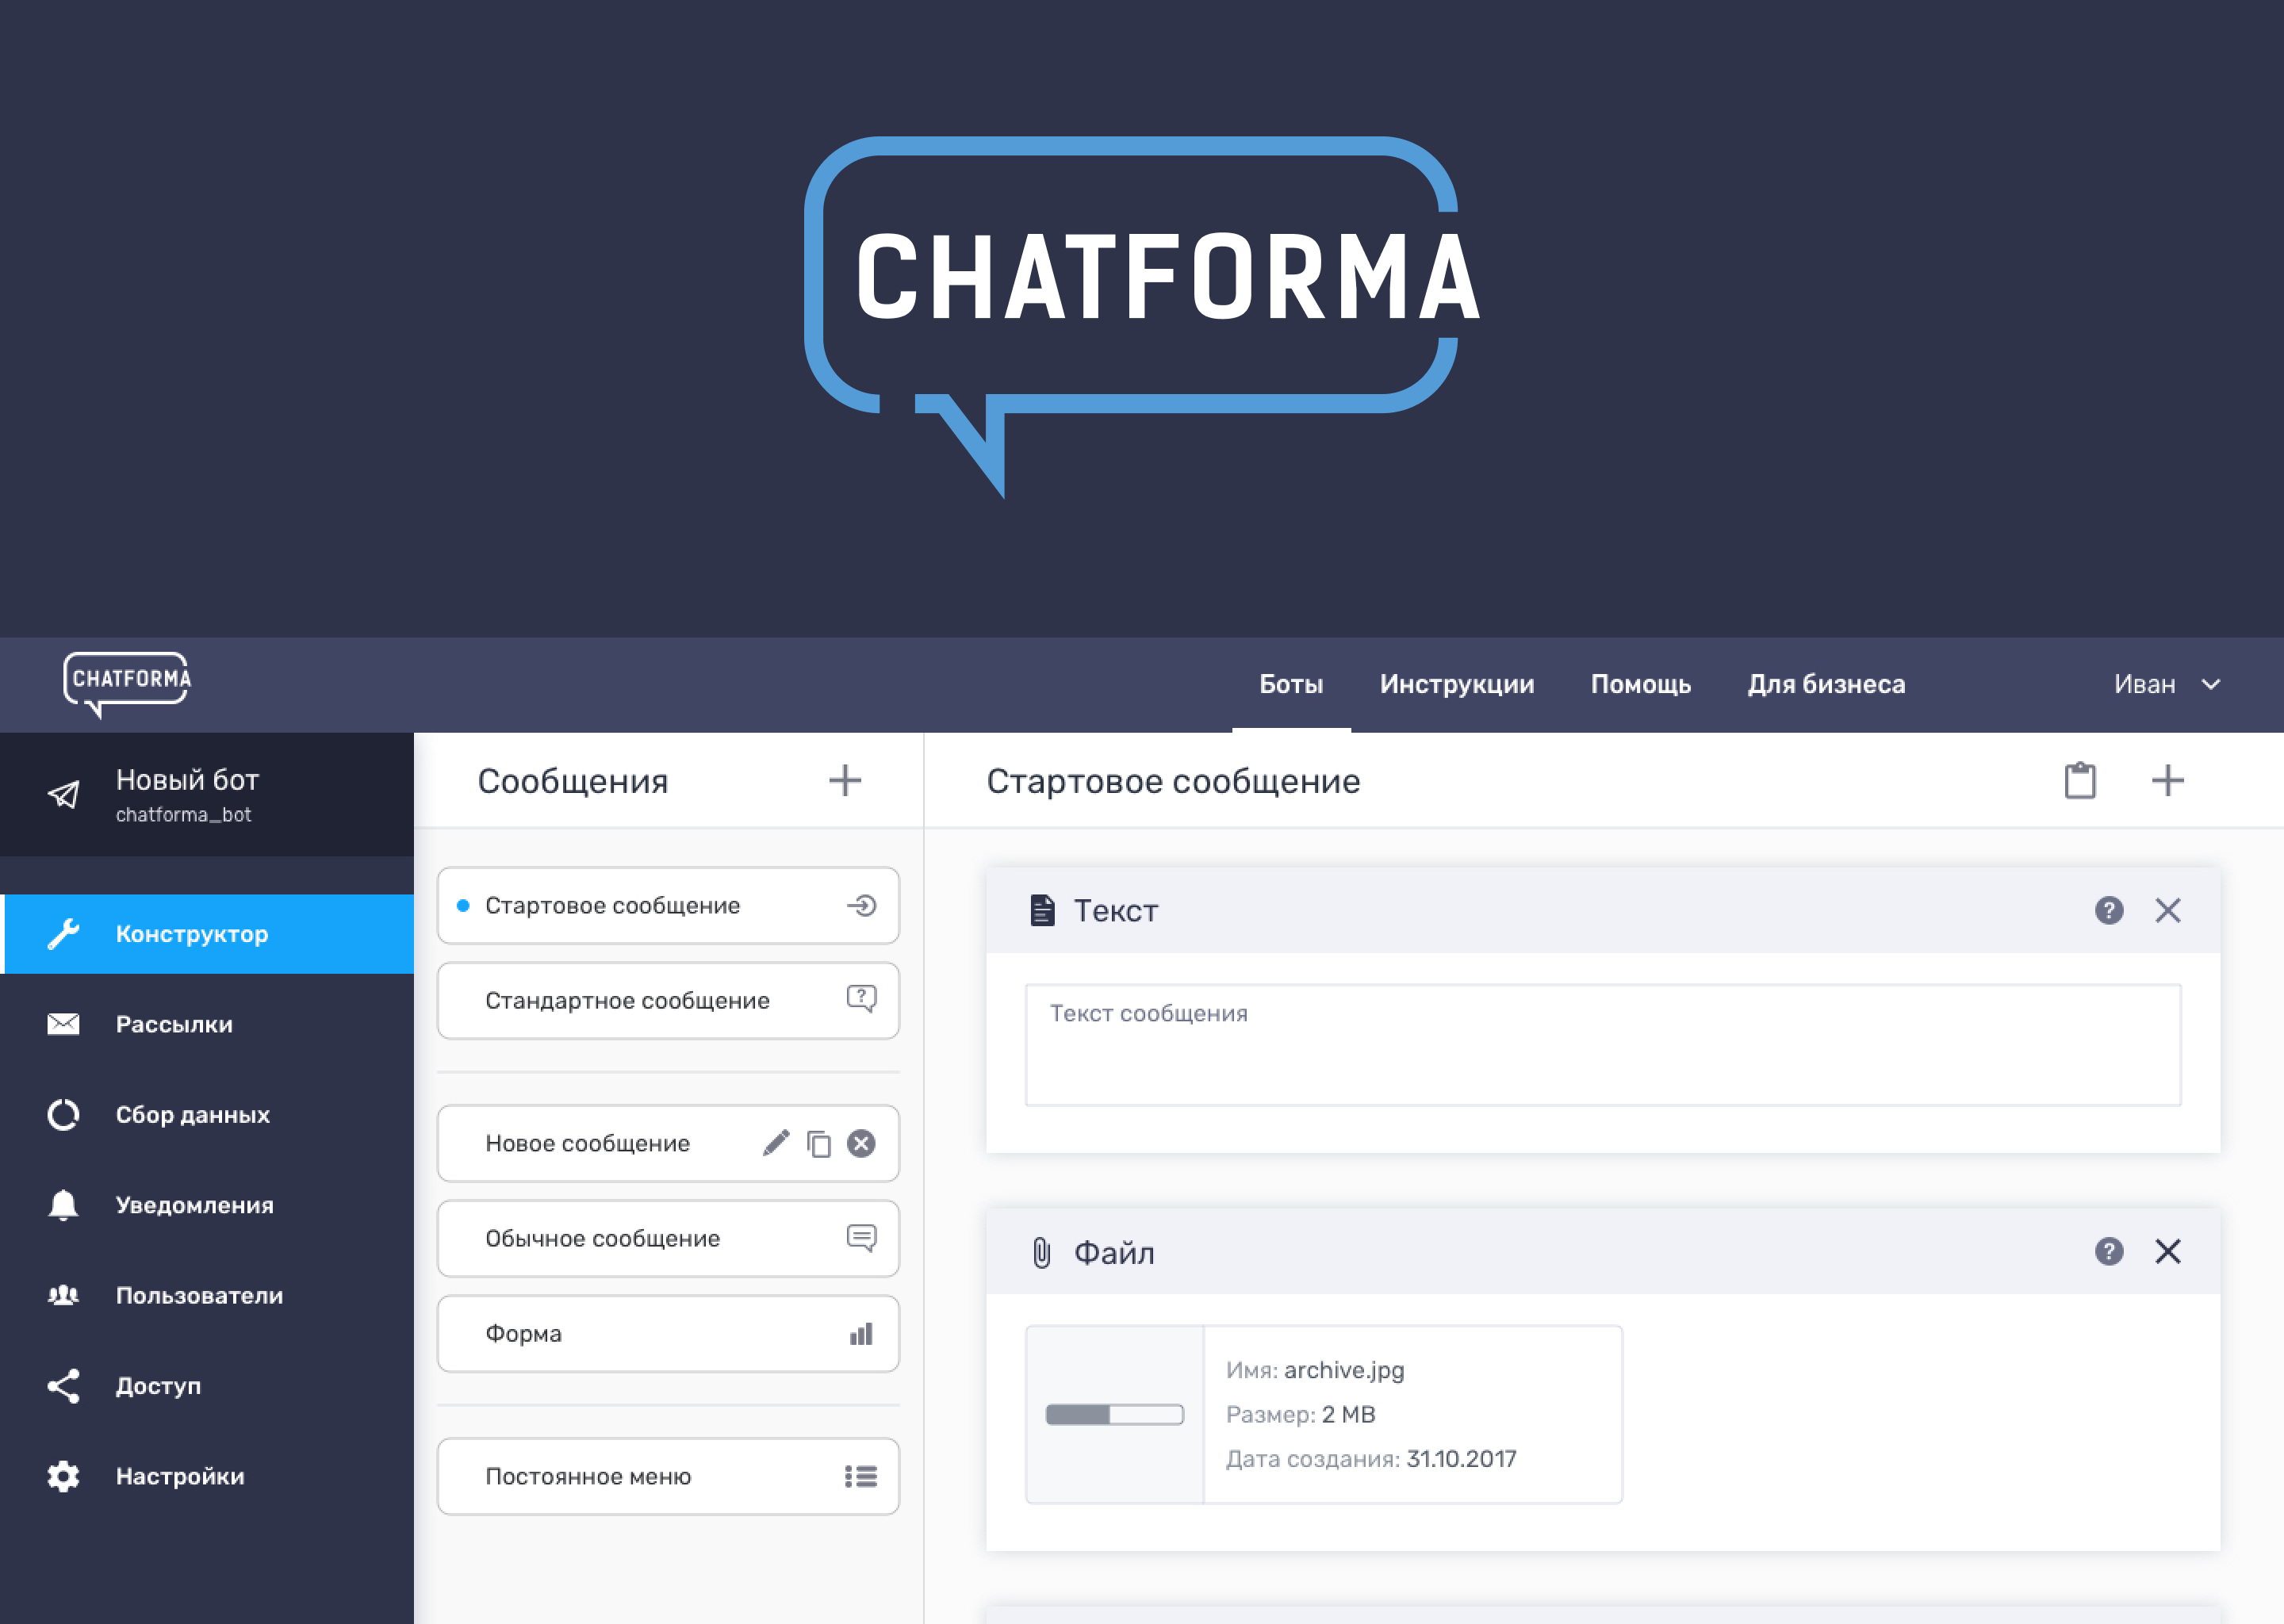 CHATFORMA
CHATFORMA
Боты Инструкции Помощь Для бизнеса Иван
Новый бот
chatforma_bot
Конструктор
Рассылки
Сбор данных
Уведомления
Пользователи
Доступ
Настройки
Сообщения
Стартовое сообщение
Стандартное сообщение
Новое сообщение
Обычное сообщение
Форма
Постоянное меню
Стартовое сообщение
Текст
Текст сообщения
Файл
Имя: archive.jpg
Размер: 2 MB
Дата создания: 31.10.2017